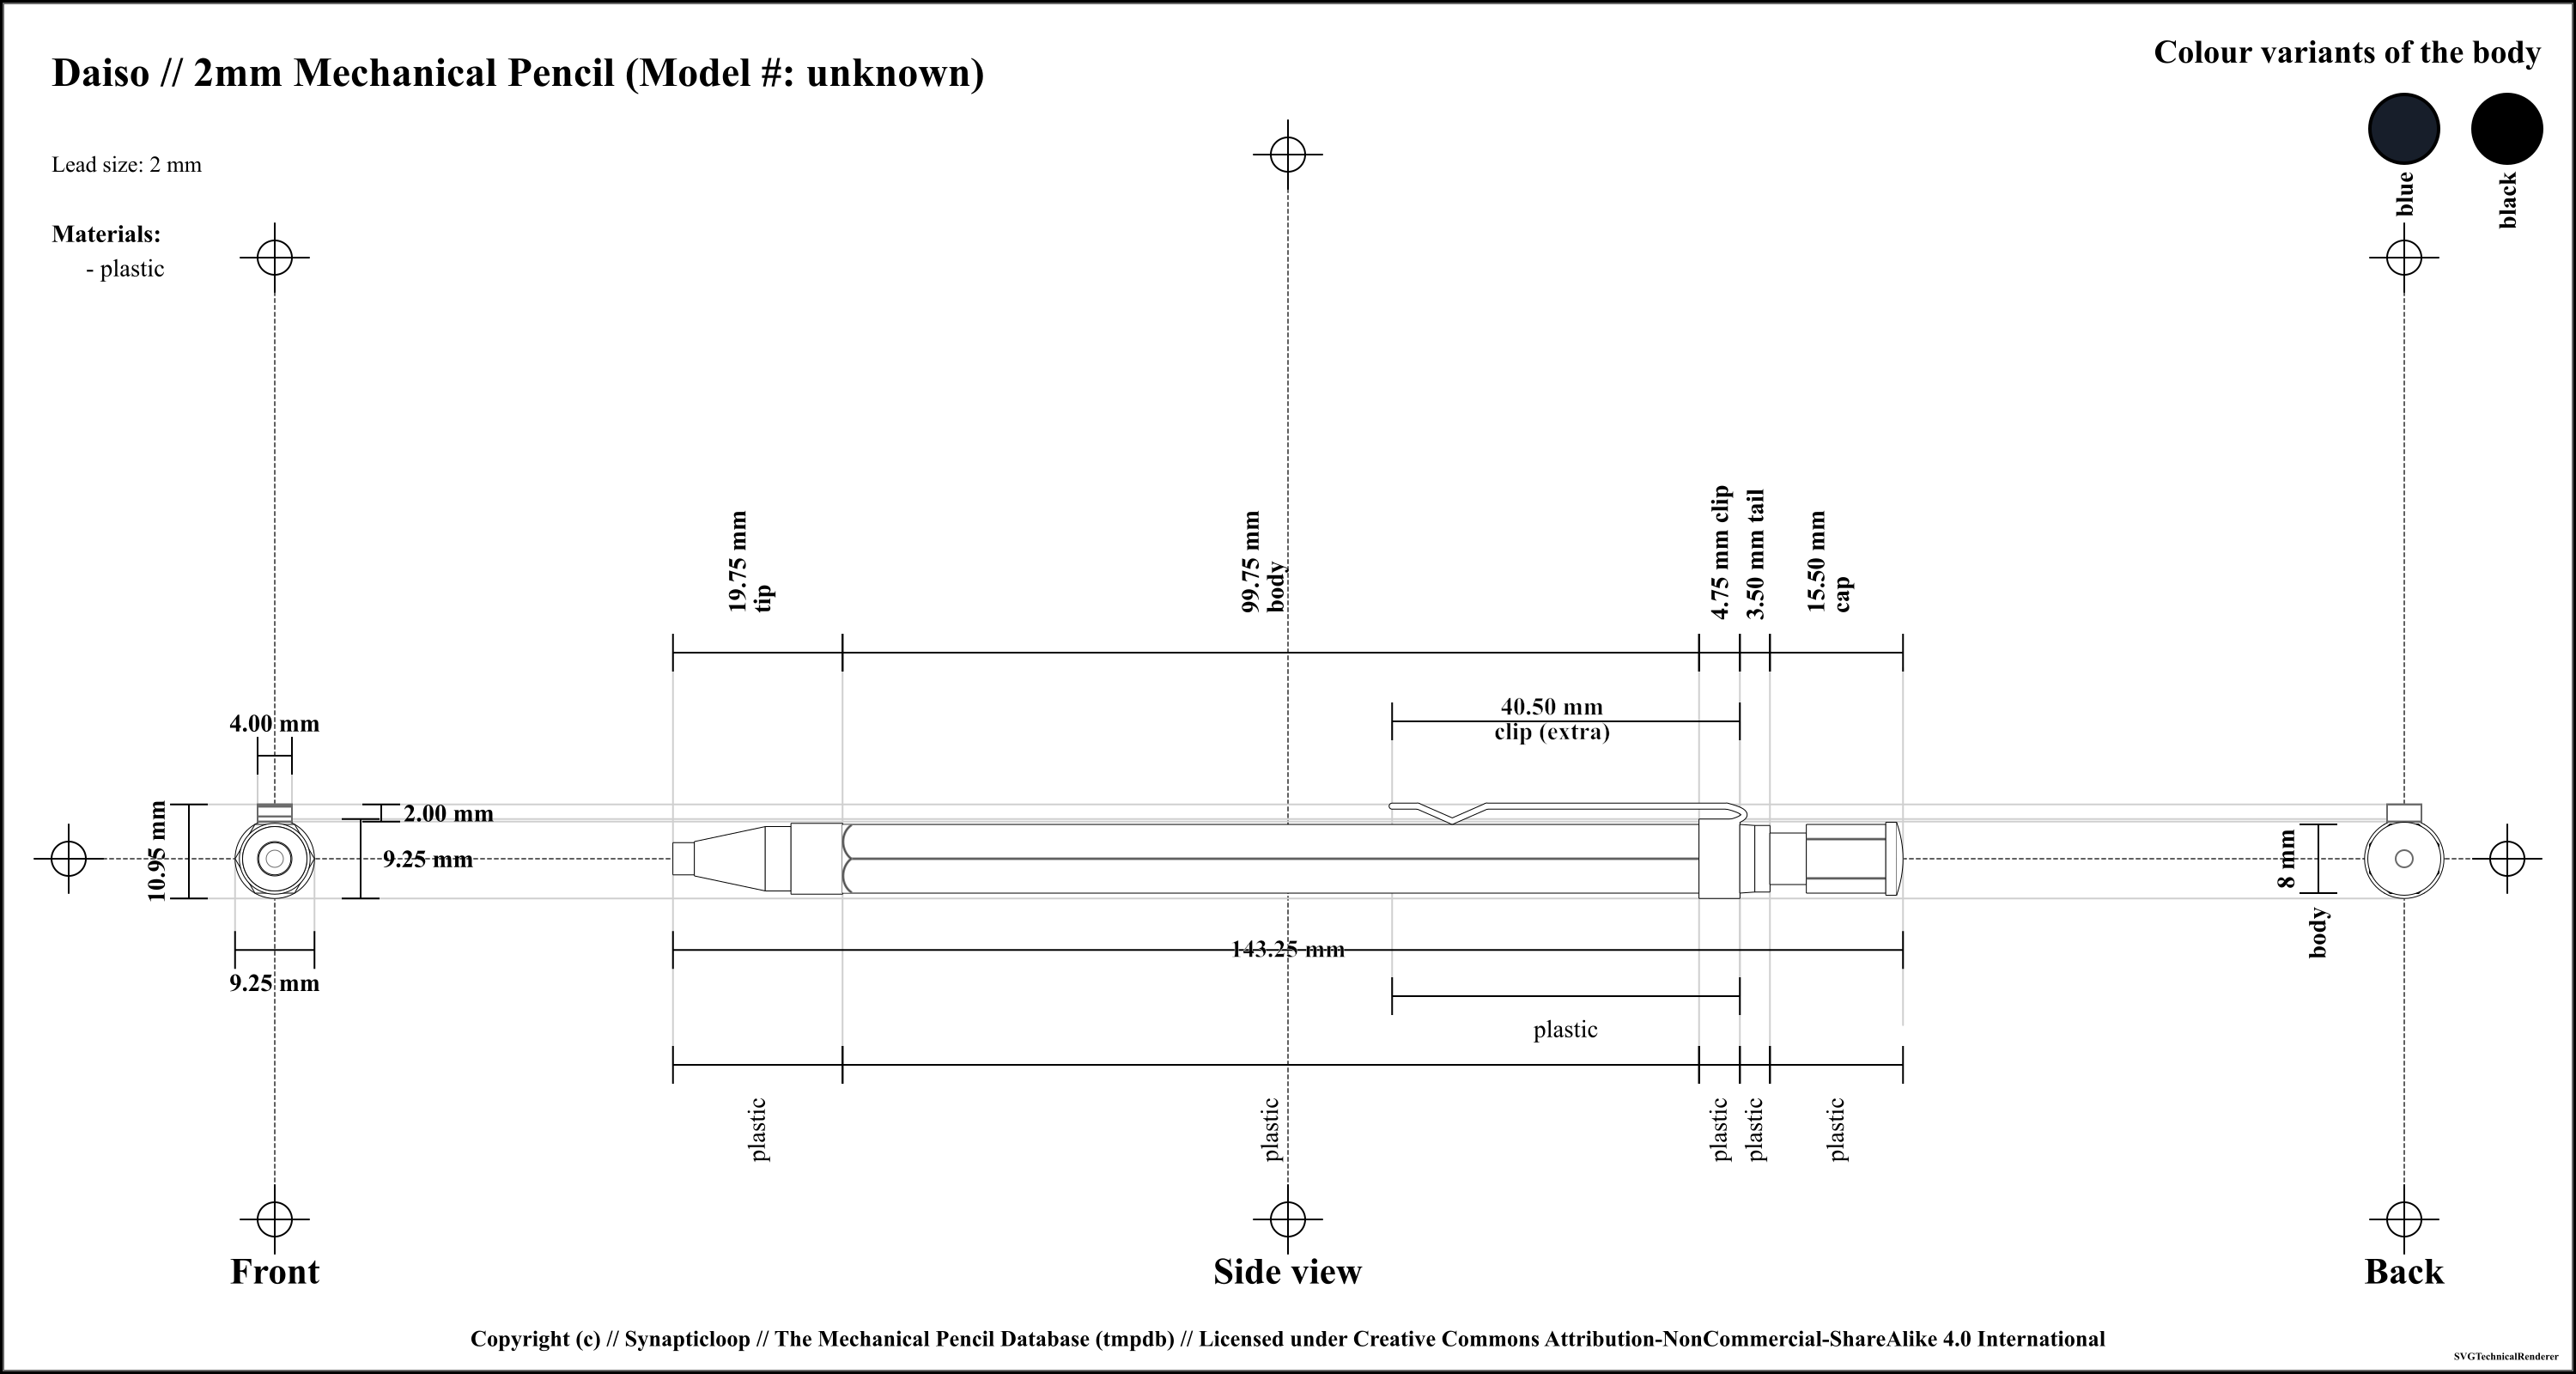 Daiso // 2mm Mechanical Pencil (Model #: unknown)
Colour variants of the body
blue
black
Lead size: 2 mm
Materials:
- plastic
19.75 mm
tip
99.75 mm
body
4.75 mm clip
3.50 mm tail
15.50 mm
cap
40.50 mm
clip (extra)
4.00 mm
2.00 mm
10.95 mm
9.25 mm
9.25 mm
8 mm
body
143.25 mm
plastic
plastic
plastic
plastic
plastic
plastic
Front
Side view
Back
Copyright (c) // Synapticloop // The Mechanical Pencil Database (tmpdb) // Licensed under Creative Commons Attribution-NonCommercial-ShareAlike 4.0 International
SVGTechnicalRenderer